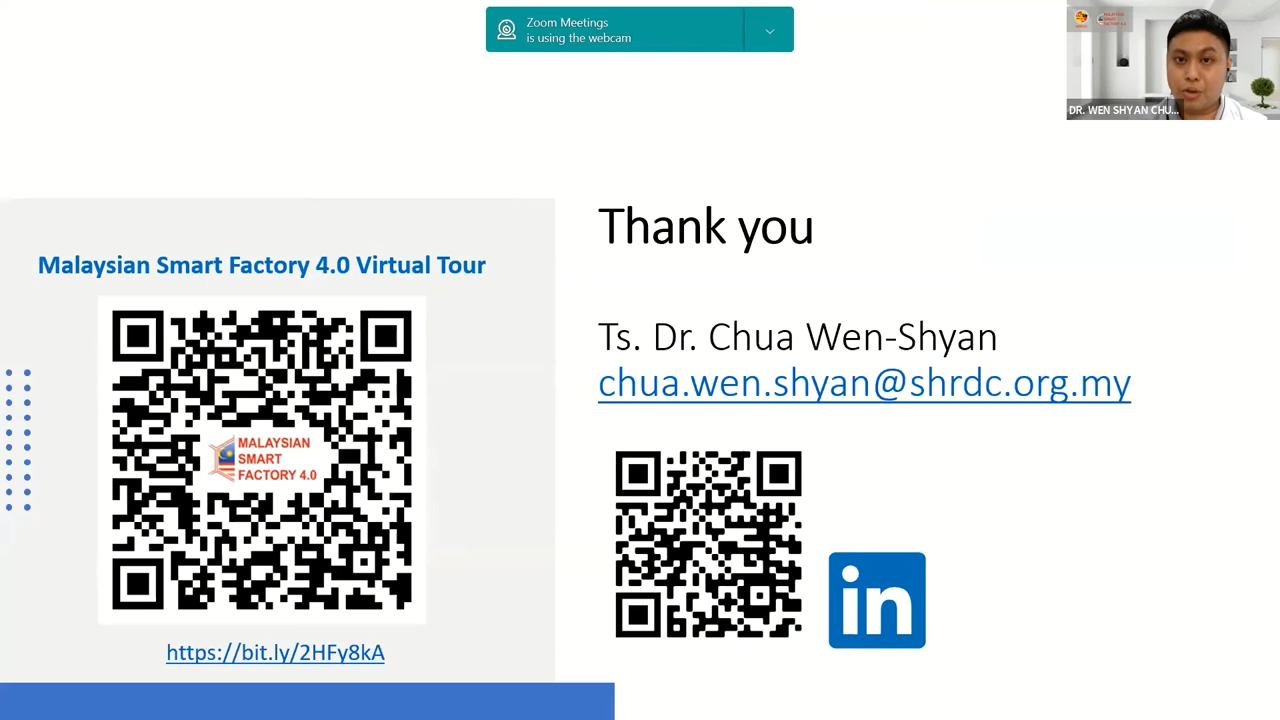 Zoom Meetings
is using the webcam
DR. WEN SHYAN CHU...
Thank you
Malaysian Smart Factory 4.0 Virtual Tour
Ts. Dr. Chua Wen-Shyan
chua.wen.shyan@shrdc.org.my
MALAYSIAN
SMART
FACTORY 4.0
in
https://bit.ly/2HFy8kA